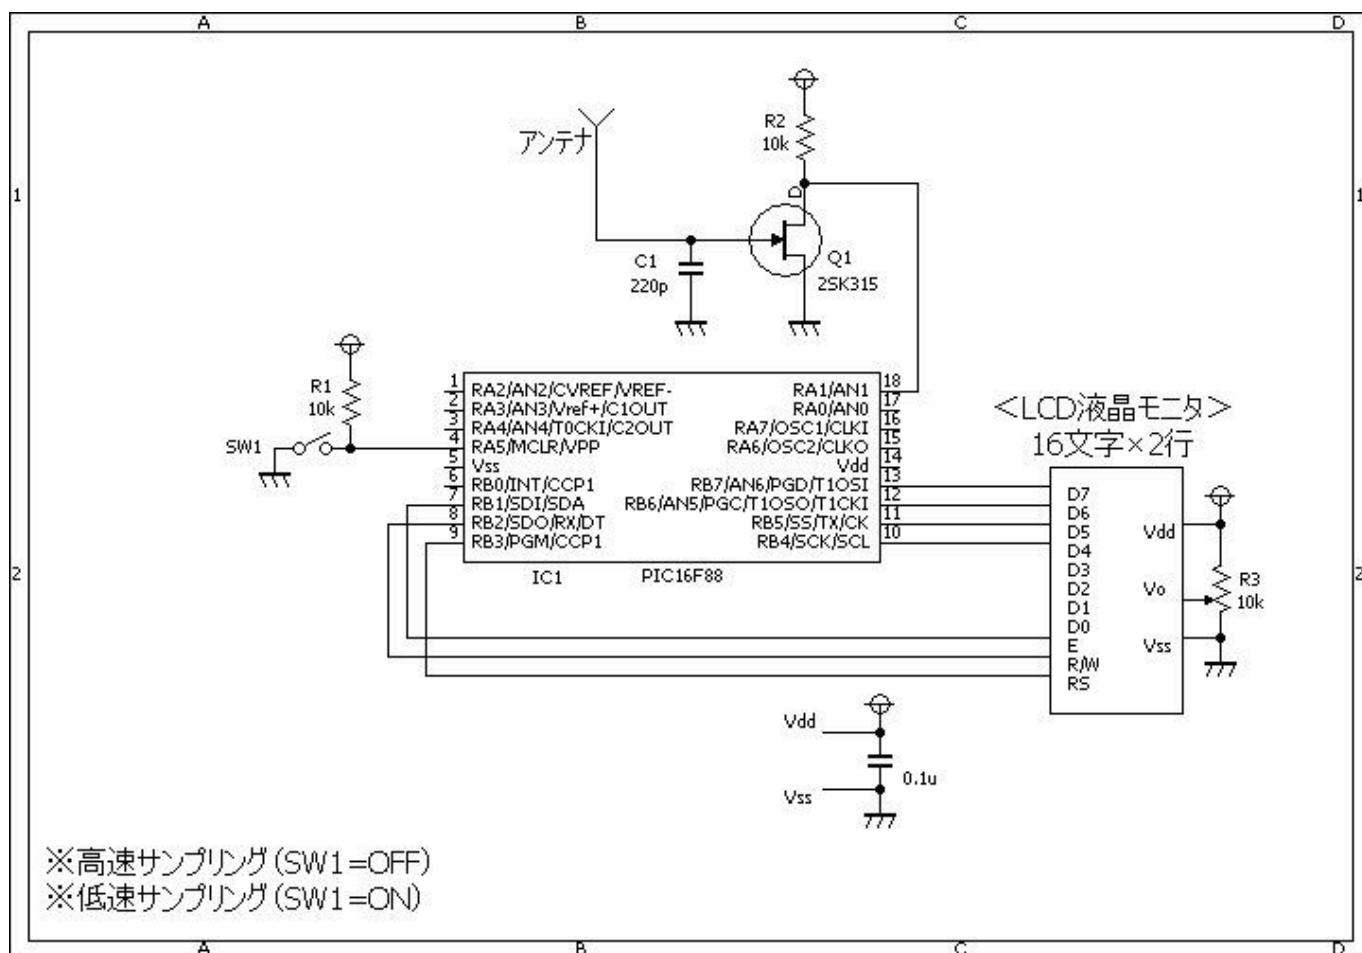 A
B
C
D
1
1
2
2
アンテナ
R2
10k
D
C1
220p
Q1
2SK315
R1
10k
SW1
1
2
3
4
5
6
7
8
9
RA2/AN2/CVREF/VREF-
RA3/AN3/Vref+/C1OUT
RA4/AN4/T0CKI/C2OUT
RA5/MCLR/VPP
Vss
RB0/INT/CCP1
RB1/SDI/SDA
RB2/SDO/RX/DT
RB3/PGM/CCP1
RA1/AN1
RA0/AN0
RA7/OSC1/CLKI
RA6/OSC2/CLKO
Vdd
RB7/AN6/PGD/T1OSI
RB6/AN5/PGC/T1OSO/T1CKI
RB5/SS/TX/CK
RB4/SCK/SCL
18
17
16
15
14
13
12
11
10
IC1
PIC16F88
<LCD液晶モニタ>
16文字×2行
D7
D6
D5
D4
D3
D2
D1
D0
E
R/W
RS
Vdd
Vo
Vss
R3
10k
Vdd
Vss
0.1u
※高速サンプリング(SW1=OFF)
※低速サンプリング(SW1=ON)
A
B
C
D